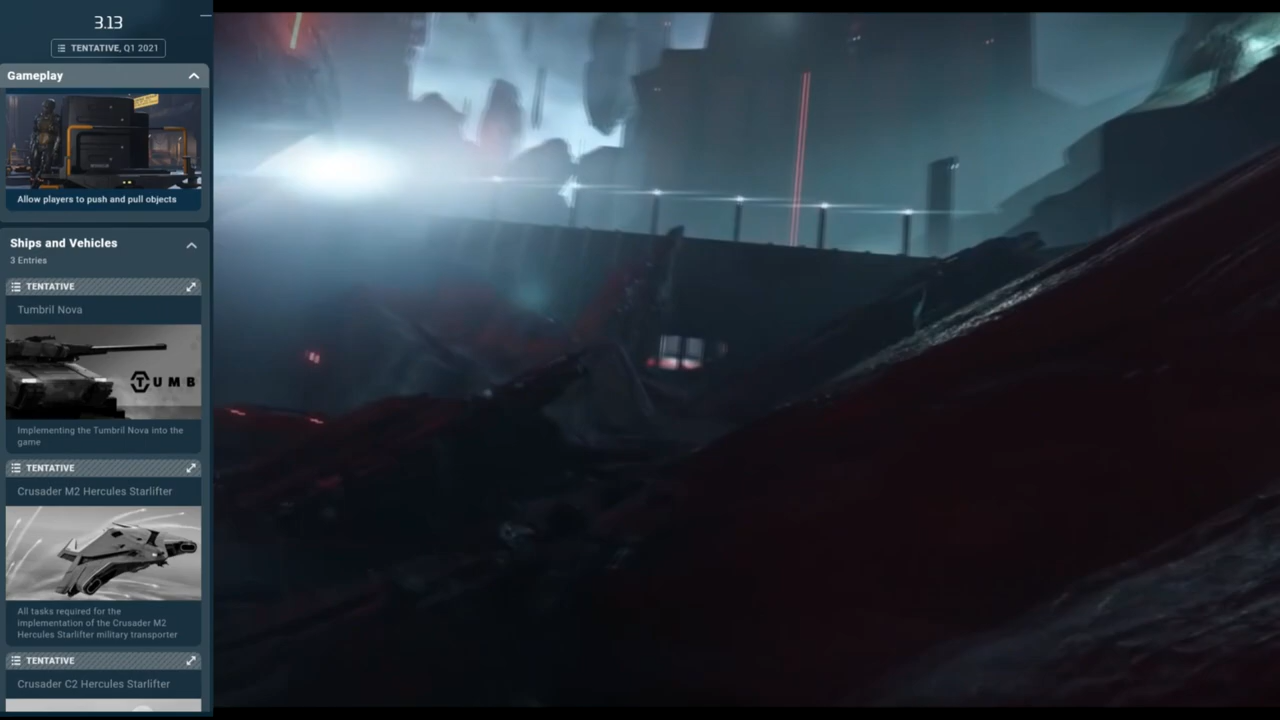 3.13
TENTATIVE, Q1 2021
Gameplay
Allow players to push and pull objects
Ships and Vehicles
3 Entries
TENTATIVE
Tumbril Nova
TUMB
Implementing the Tumbril Nova into the
game
TENTATIVE
Crusader M2 Hercules Starlifter
All tasks required for the
implementation of the Crusader M2
Hercules Starlifter military transporter
TENTATIVE
Crusader C2 Hercules Starlifter